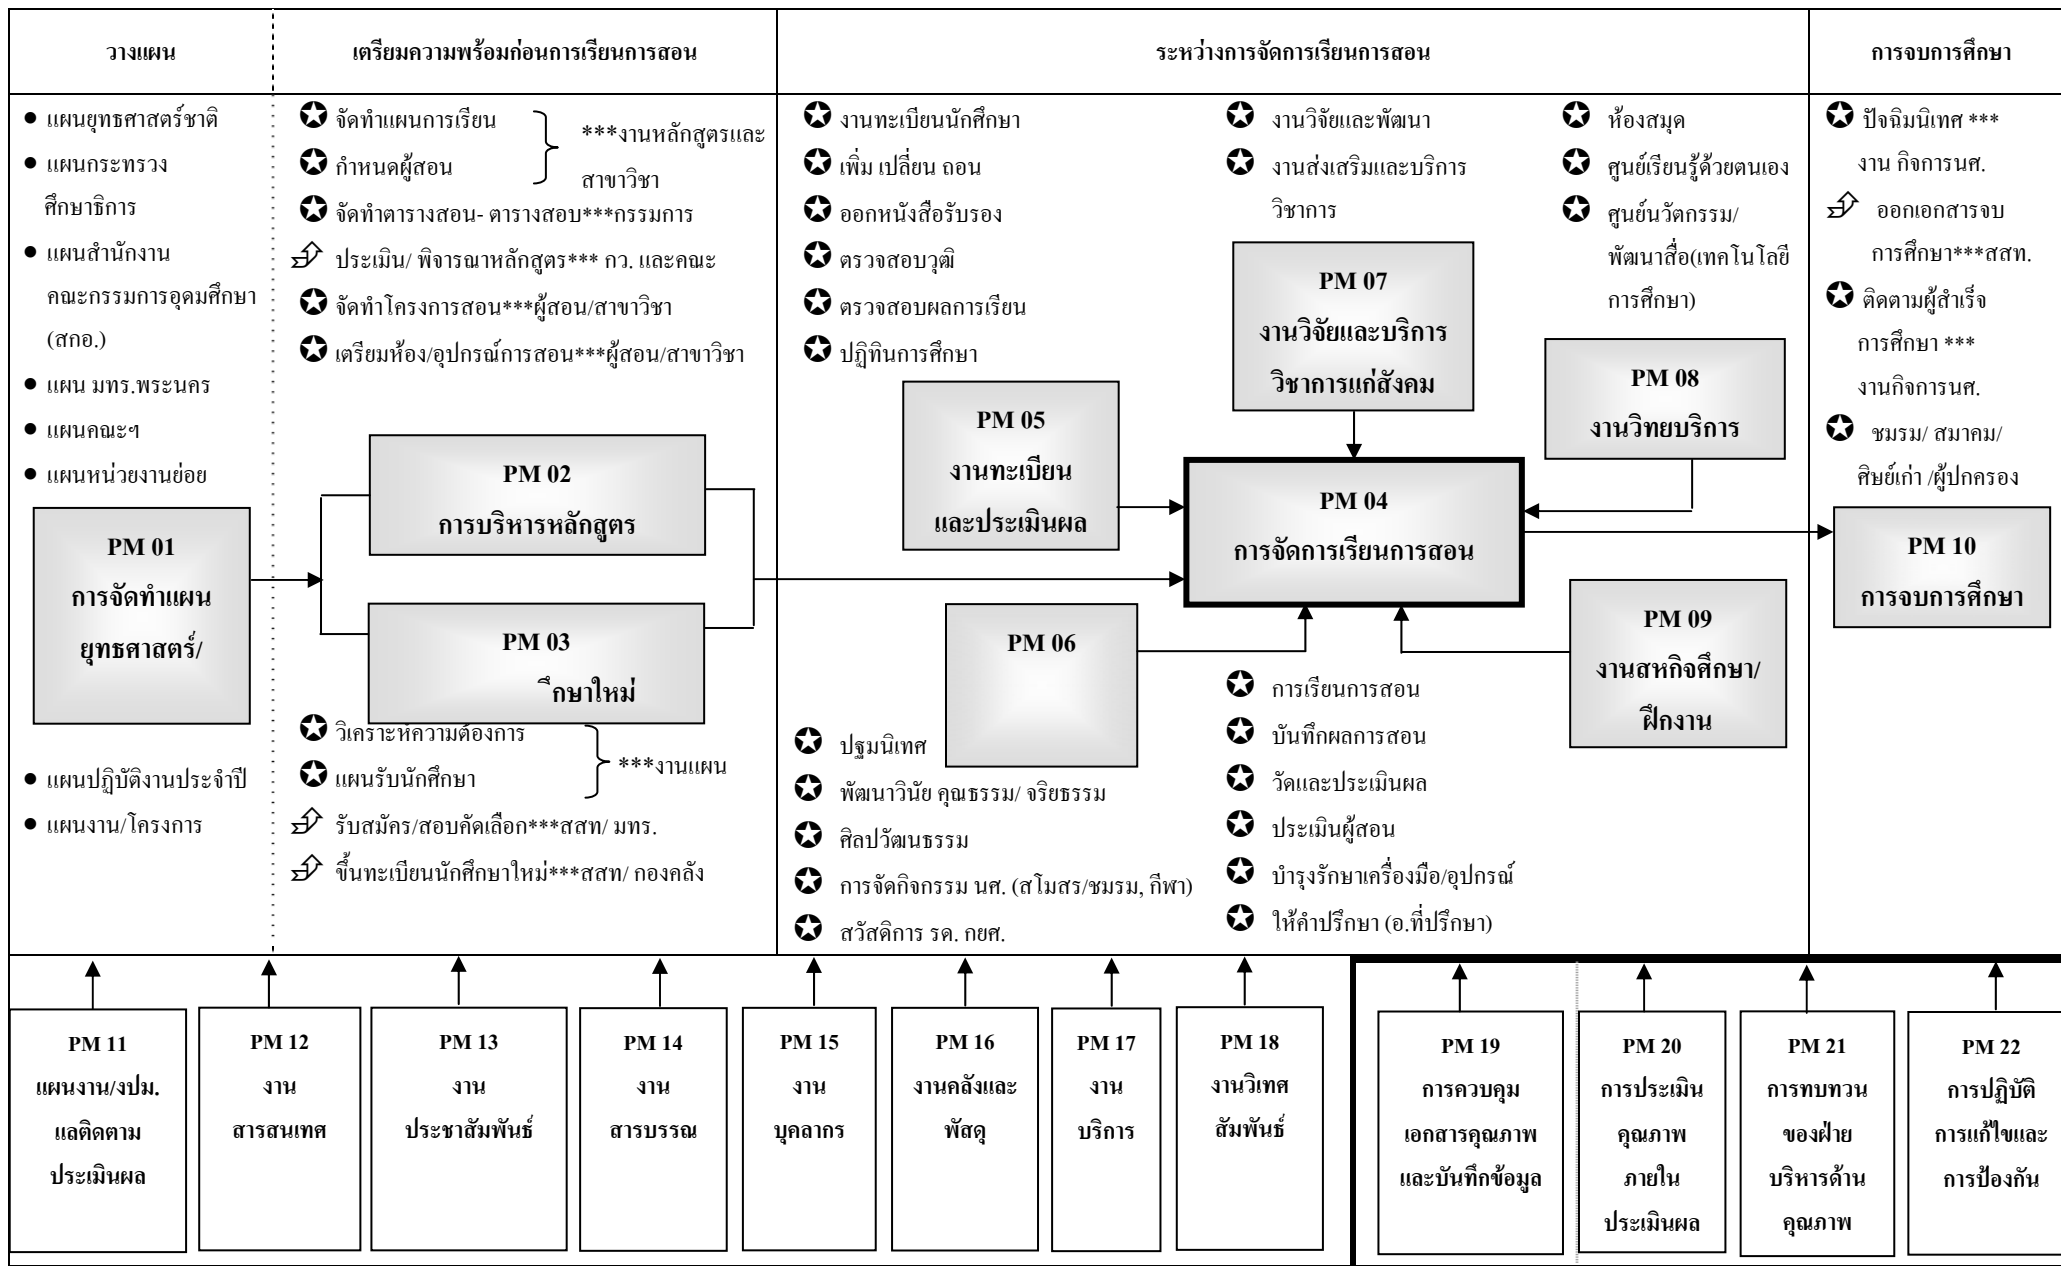 วางแผน
เตรียมความพร้อมก่อนการเรียนการสอน
ระหว่างการจัดการเรียนการสอน
การจบการศึกษา
● แผนยุทธศาสตร์ชาติ
● แผนกระทรวง
ศึกษาธิการ
● แผนสำนักงาน
คณะกรรมการอุดมศึกษา
(สกอ.)
● แผน มทร.พระนคร
● แผนคณะฯ
● แผนหน่วยงานย่อย
PM 01
การจัดทำแผน
ยุทธศาสตร์/
● แผนปฏิบัติงานประจำปี
● แผนงาน/โครงการ
จัดทำแผนการเรียน
กำหนดผู้สอน
***งานหลักสูตรและ
สาขาวิชา
จัดทำตารางสอน- ตารางสอบ***กรรมการ
ประเมิน/ พิจารณาหลักสูตร*** กว. และคณะ
จัดทำโครงการสอน***ผู้สอน/สาขาวิชา
เตรียมห้อง/อุปกรณ์การสอน***ผู้สอน/สาขาวิชา
PM 02
การบริหารหลักสูตร
PM 03
ึกษาใหม่
วิเคราะห์ความต้องการ
แผนรับนักศึกษา
***งานแผน
รับสมัคร/สอบคัดเลือก***สสท/ มทร.
ขึ้นทะเบียนนักศึกษาใหม่***สสท/ กองคลัง
งานทะเบียนนักศึกษา
เพิ่ม เปลี่ยน ถอน
ออกหนังสือรับรอง
ตรวจสอบวุฒิ
ตรวจสอบผลการเรียน
ปฏิทินการศึกษา
งานวิจัยและพัฒนา
งานส่งเสริมและบริการ
วิชาการ
ห้องสมุด
ศูนย์เรียนรู้ด้วยตนเอง
ศูนย์นวัตกรรม/
พัฒนาสื่อ(เทคโนโลยี
การศึกษา)
PM 05
งานทะเบียน
และประเมินผล
PM 07
งานวิจัยและบริการ
วิชาการแก่สังคม
PM 08
งานวิทยบริการ
PM 04
การจัดการเรียนการสอน
PM 06
PM 09
งานสหกิจศึกษา/
ฝึกงาน
ปฐมนิเทศ
พัฒนาวินัย คุณธรรม/ จริยธรรม
ศิลปวัฒนธรรม
การจัดกิจกรรม นศ. (สโมสร/ชมรม, กีฬา)
สวัสดิการ รด. กยศ.
การเรียนการสอน
บันทึกผลการสอน
วัดและประเมินผล
ประเมินผู้สอน
บำรุงรักษาเครื่องมือ/อุปกรณ์
ให้คำปรึกษา (อ.ที่ปรึกษา)
ปัจฉิมนิเทศ ***
งาน กิจการนศ.
ออกเอกสารจบ
การศึกษา***สสท.
ติดตามผู้สำเร็จ
การศึกษา ***
งานกิจการนศ.
ชมรม/ สมาคม/
ศิษย์เก่า /ผู้ปกครอง
PM 10
การจบการศึกษา
PM 11
แผนงาน/งปม.
แลติดตาม
ประเมินผล
PM 12
งาน
สารสนเทศ
PM 13
งาน
ประชาสัมพันธ์
PM 14
งาน
สารบรรณ
PM 15
งาน
บุคลากร
PM 16
งานคลังและ
พัสดุ
PM 17
งาน
บริการ
PM 18
งานวิเทศ
สัมพันธ์
PM 19
การควบคุม
เอกสารคุณภาพ
และบันทึกข้อมูล
PM 20
การประเมิน
คุณภาพ
ภายใน
ประเมินผล
PM 21
การทบทวน
ของฝ่าย
บริหารด้าน
คุณภาพ
PM 22
การปฏิบัติ
การแก้ไขและ
การป้องกัน